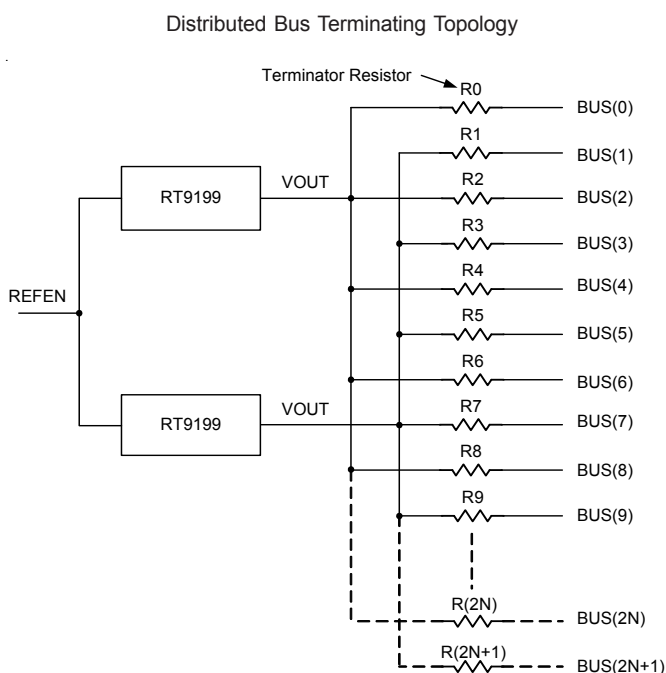 Distributed Bus Terminating Topology
.
Terminator Resistor
R0
BUS(0)
R1
BUS(1)
RT9199
VOUT
R2
BUS(2)
R3
BUS(3)
REFEN
R4
BUS(4)
R5
BUS(5)
R6
BUS(6)
RT9199
VOUT
R7
BUS(7)
R8
BUS(8)
R9
BUS(9)
R(2N)
BUS(2N)
R(2N+1)
BUS(2N+1)